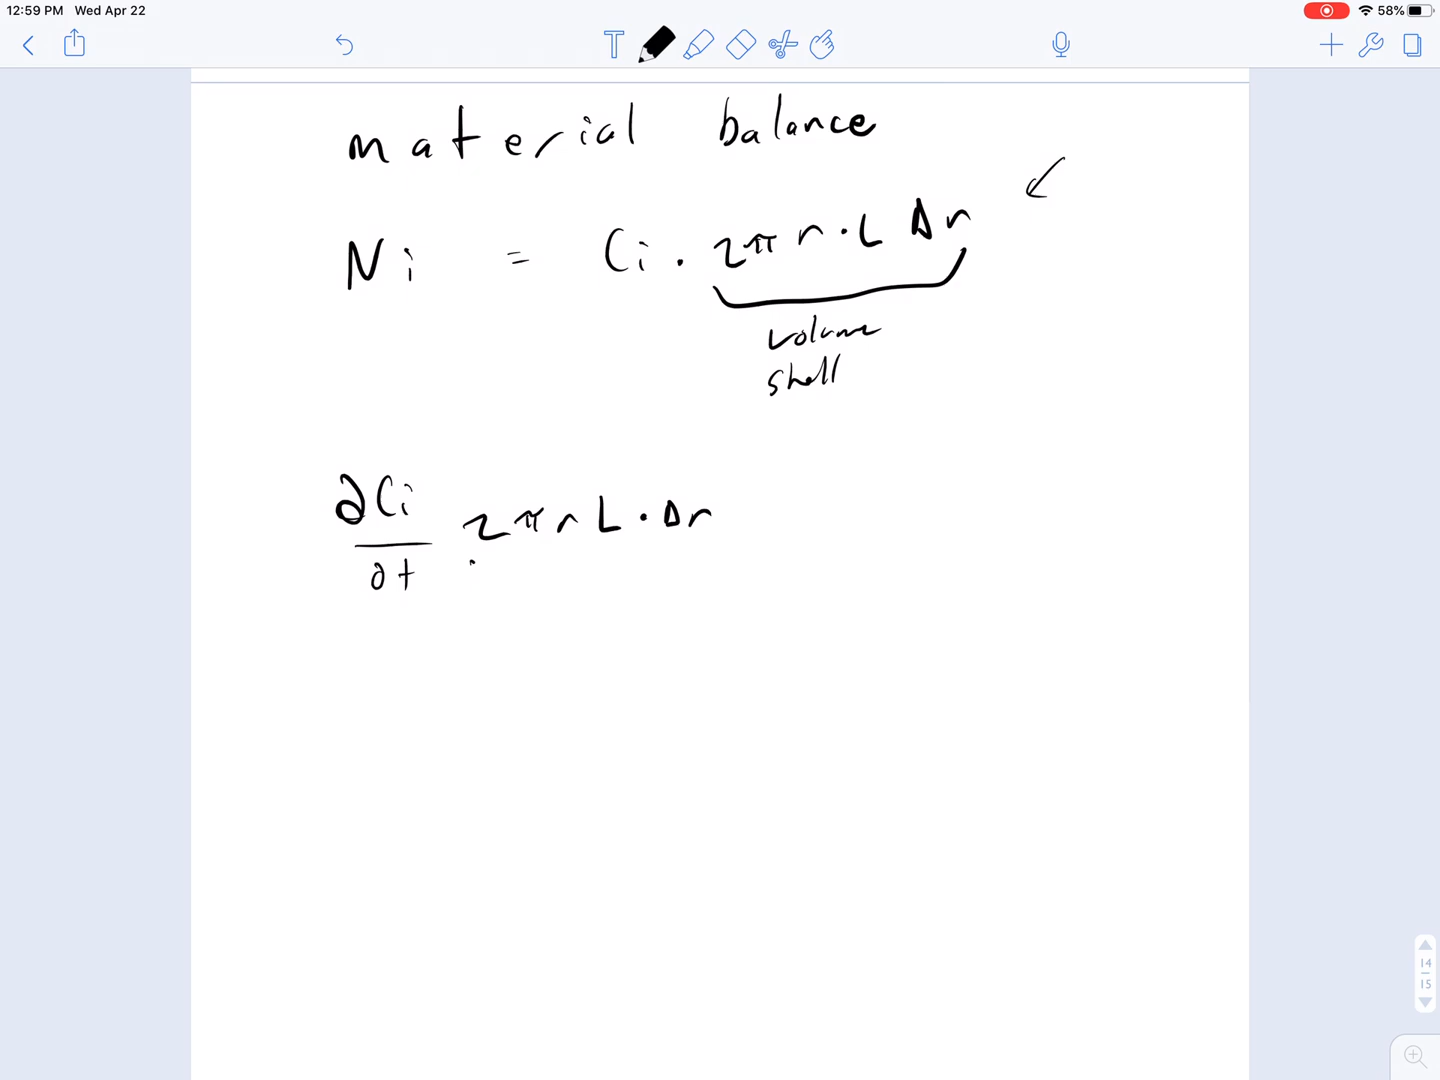 12:59 PM Wed Apr 22
58%
T
material balance
Ni = Ci · 2πr · L Δr
volume
shell
∂Ci
2πrL · Δr
∂t
14
15